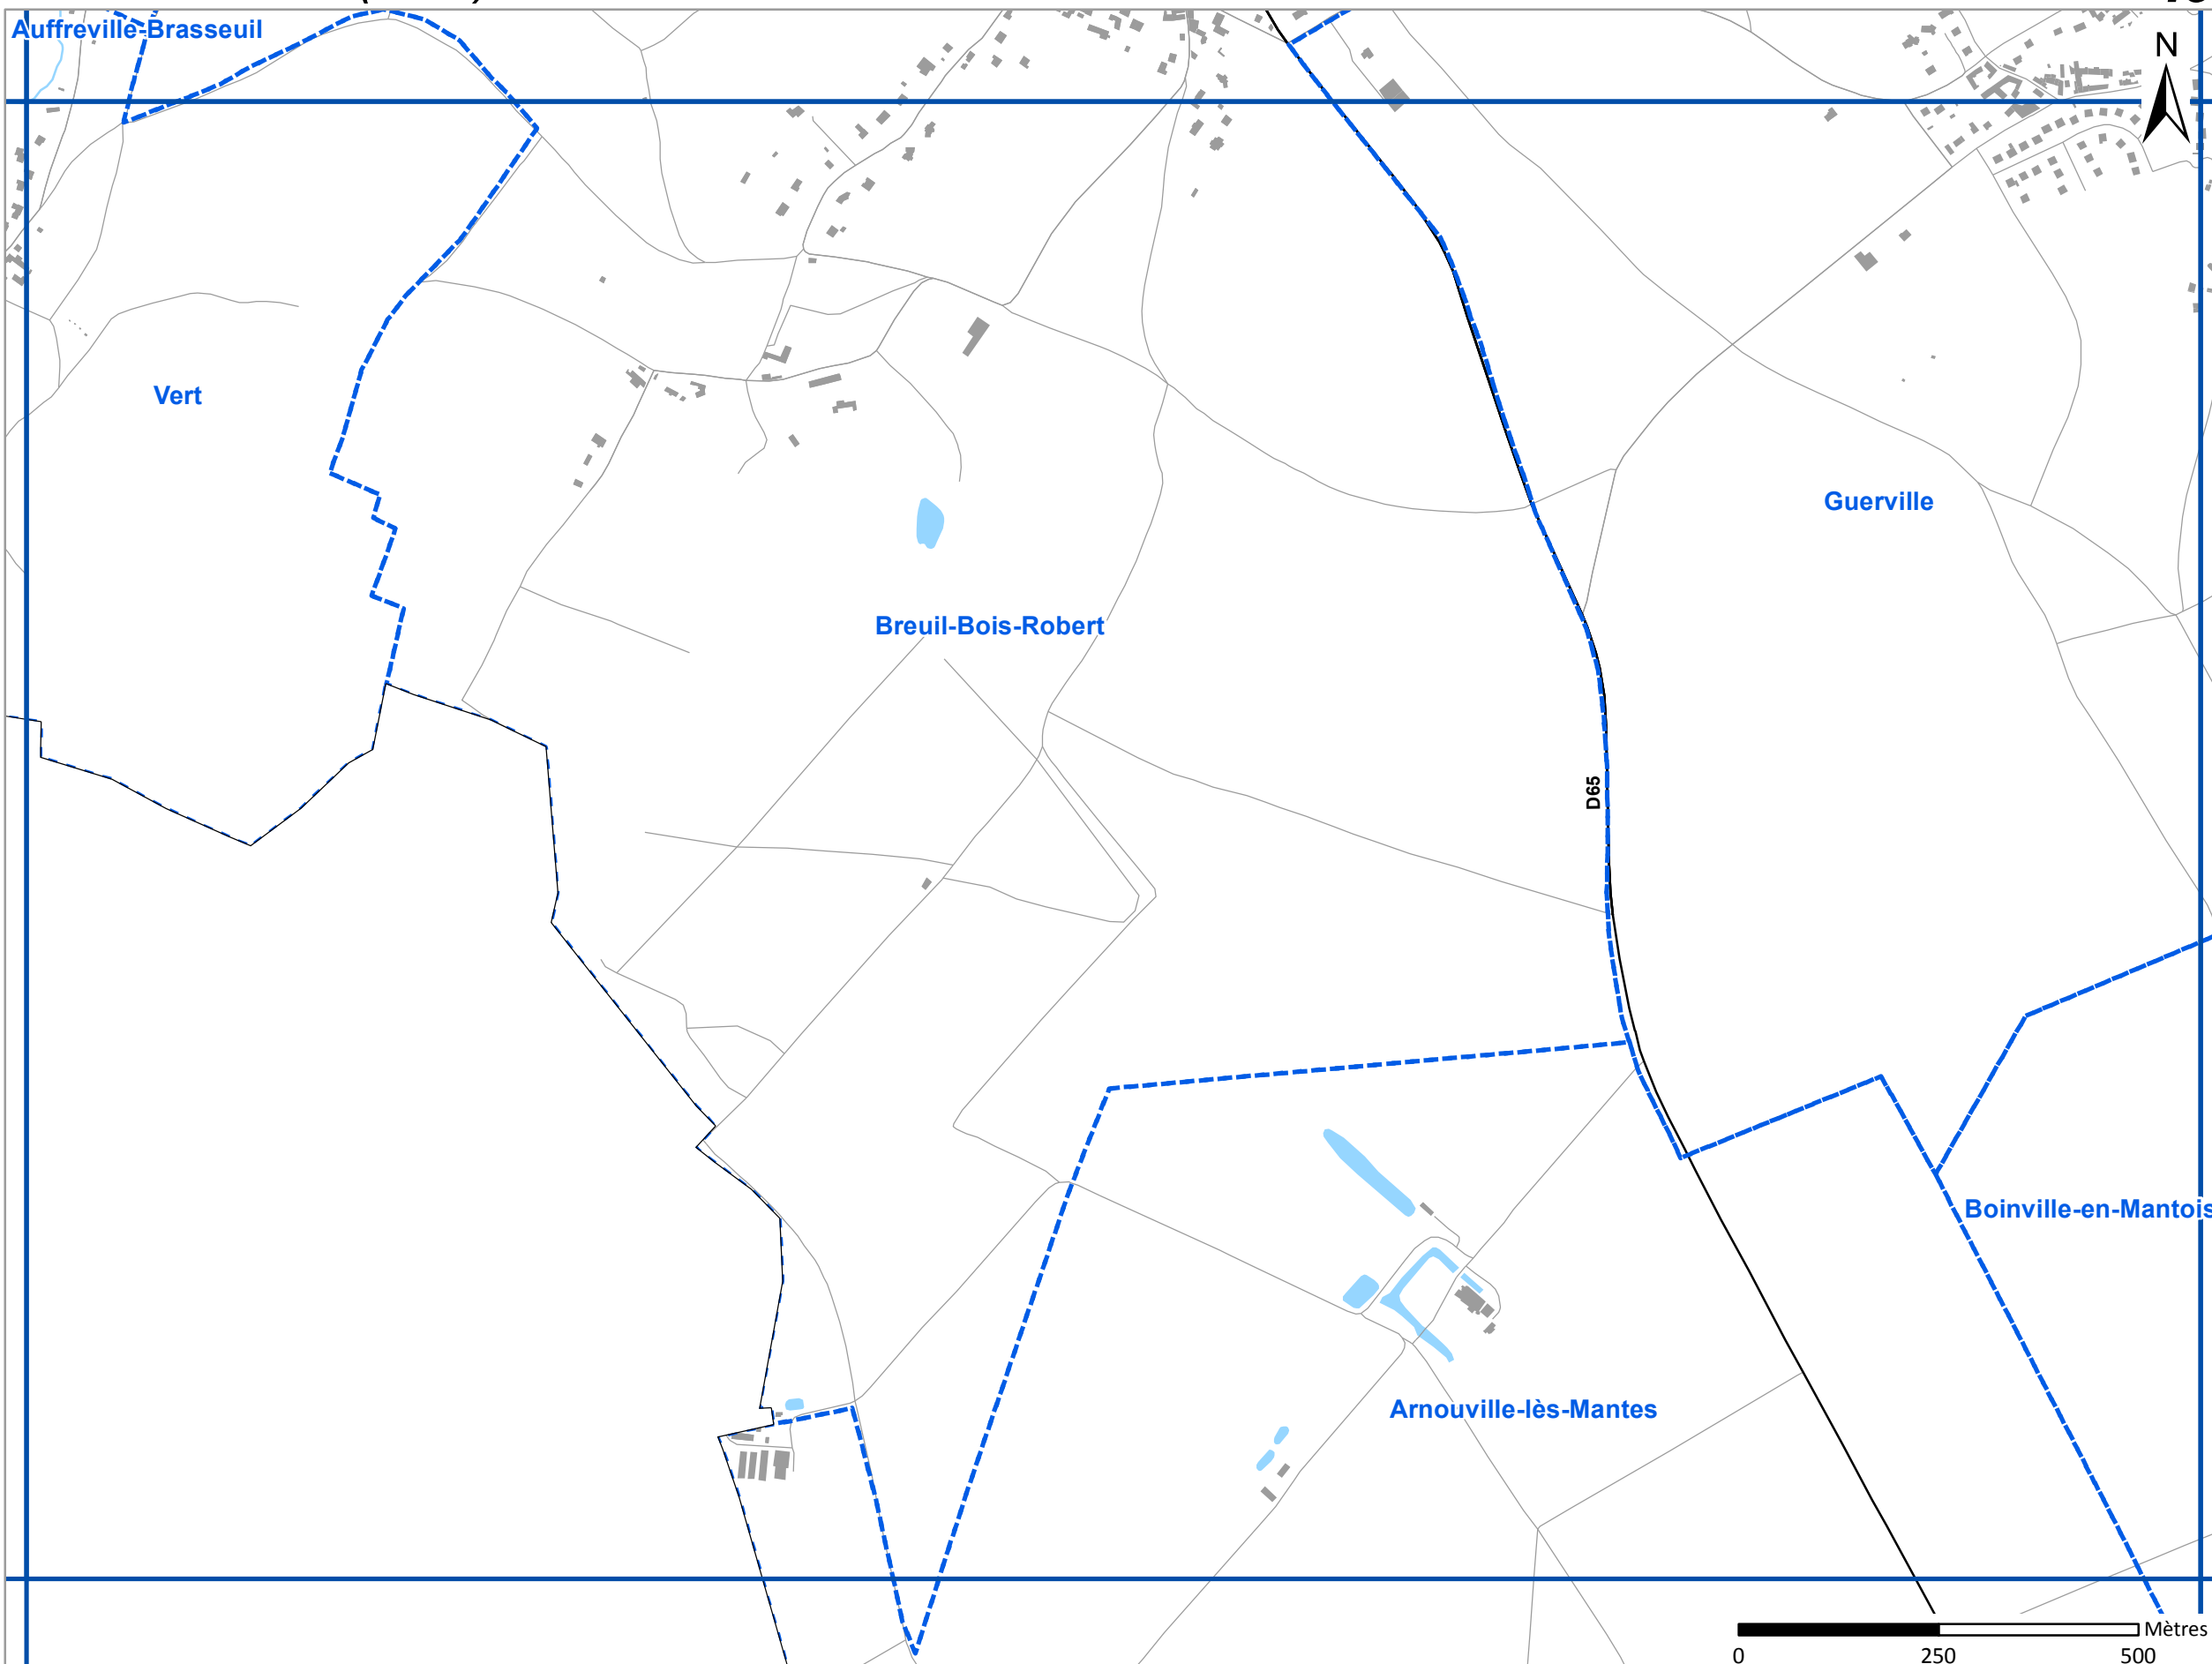 Auffreville-Brasseuil
N
Vert
Guerville
Breuil-Bois-Robert
D65
Boinville-en-Mantois
Arnouville-lès-Mantes
Mètres
0 250 500